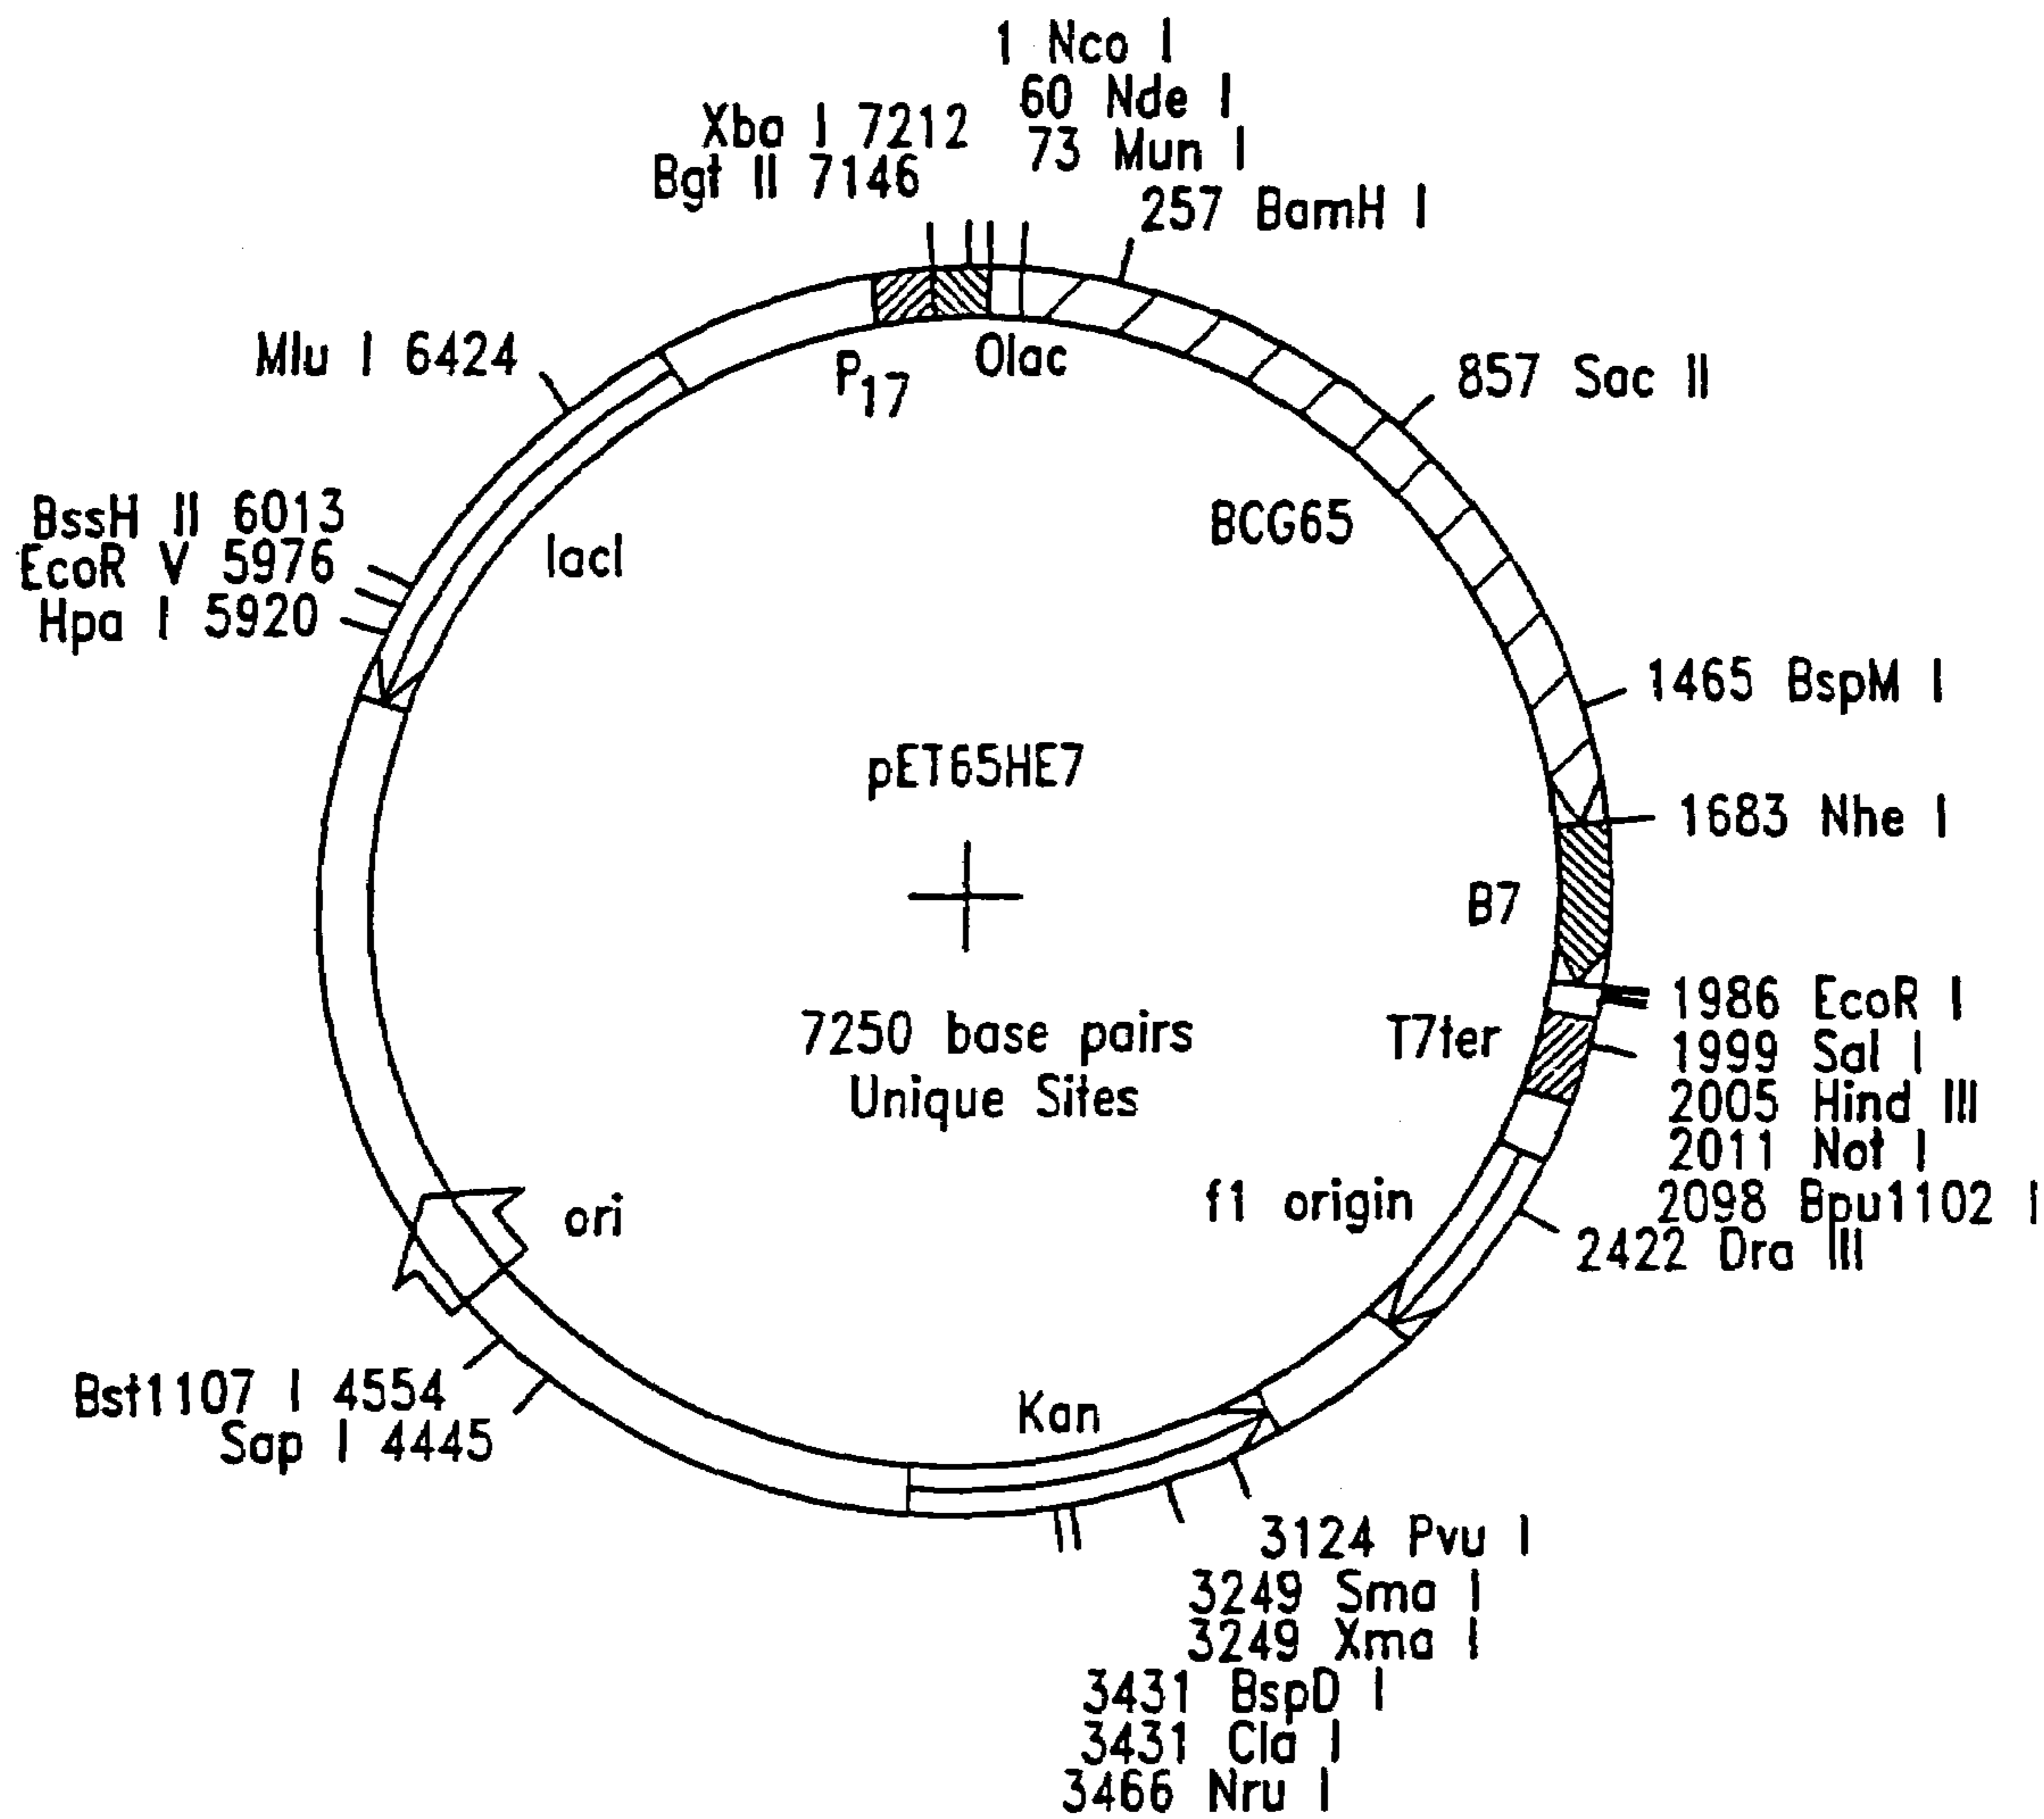 1 Nco I
60 Nde I
73 Mun I
257 BamH I
Xba I 7212
Bgt II 7146
Mlu I 6424
P17
Olac
857 Sac II
BCG65
BssH II 6013
EcoR V 5976
Hpa I 5920
lacI
1465 BspM I
pET65HE7
1683 Nhe I
B7
7250 base pairs
Unique Sites
T7ter
1986 EcoR I
1999 Sal I
2005 Hind III
2011 Not I
2098 Bpu1102 I
2422 Dra III
f1 origin
ori
Kan
Bst1107 I 4554
Sap I 4445
3124 Pvu I
3249 Sma I
3249 Xma I
3431 BspD I
3431 Cla I
3466 Nru I